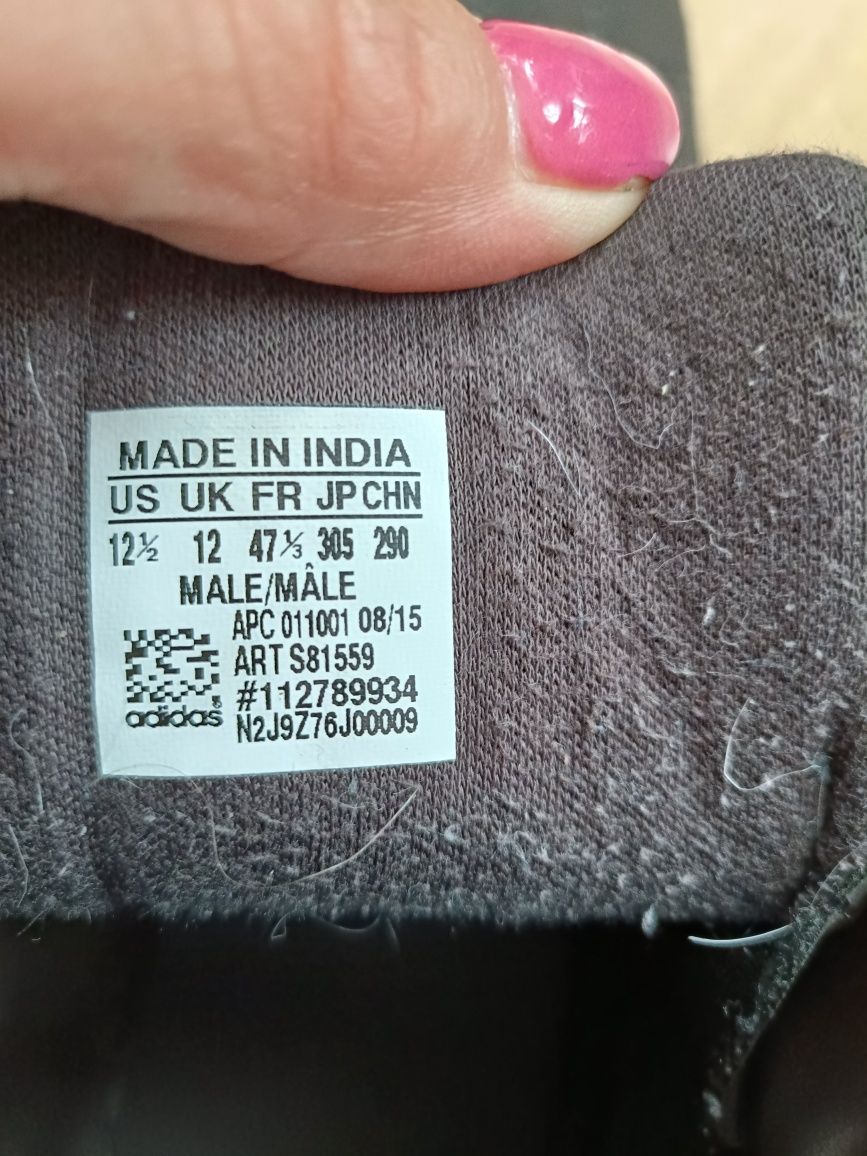 MADE IN INDIA
US UK FR JP CHN
12½ 12 47⅓ 305 290
MALE/MÂLE
APC 011001 08/15
ART S81559
#112789934
adidas®
N2J9Z76J00009